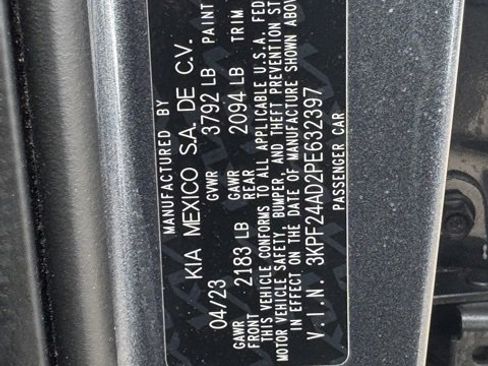 MANUFACTURED BY
KIA MEXICO S.A. DE C.V.
04/23 GVWR 3792 LB PAINT
GAWR FRONT 2183 LB GAWR REAR 2094 LB TRIM
THIS VEHICLE CONFORMS TO ALL APPLICABLE U.S.A. FED
MOTOR VEHICLE SAFETY, BUMPER, AND THEFT PREVENTION ST
IN EFFECT ON THE DATE OF MANUFACTURE SHOWN ABOV
V.I.N. 3KPF24AD2PE632397
PASSENGER CAR